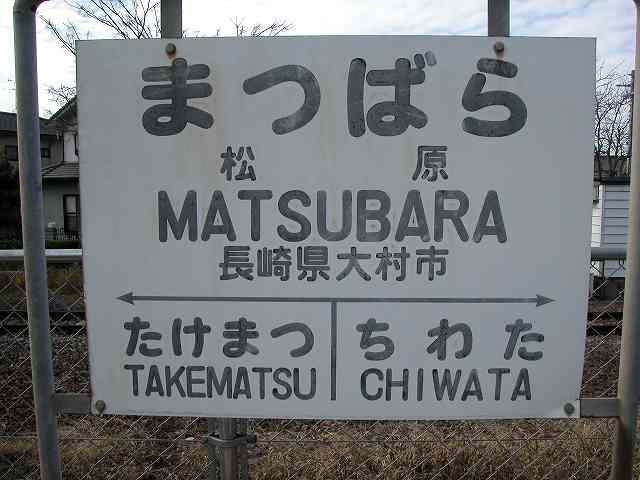 まつばら
松原
MATSUBARA
長崎県大村市
たけまつ ちわた
TAKEMATSU CHIWATA